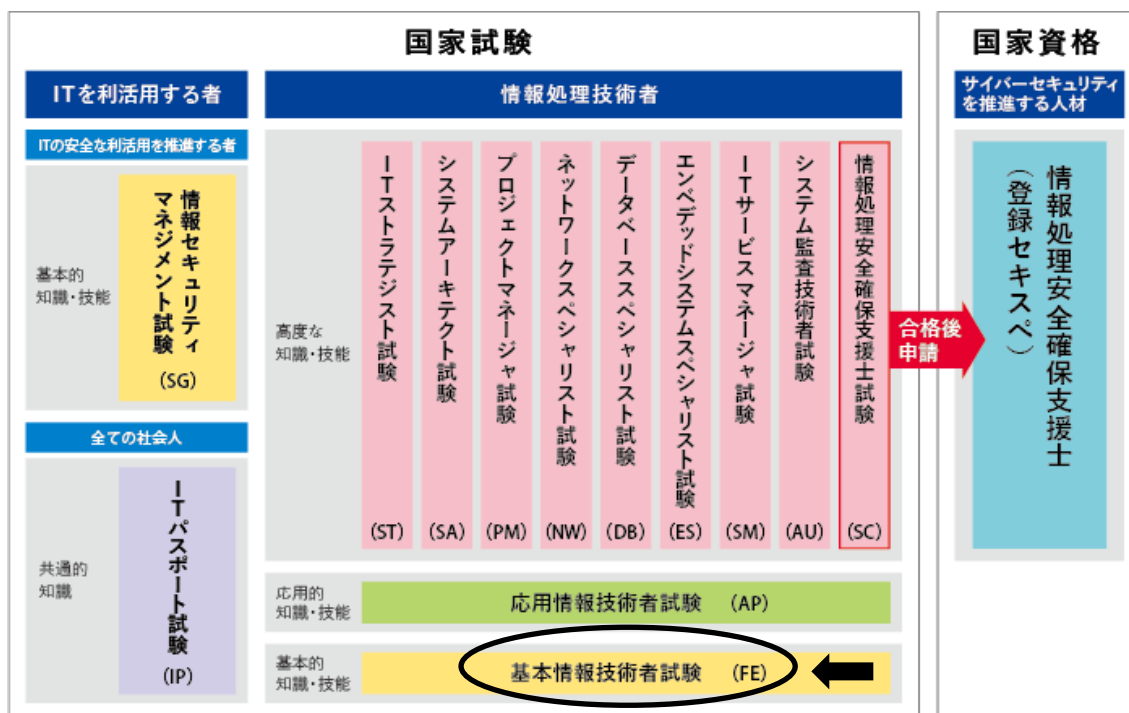 国家試験
国家資格
ITを利活用する者
情報処理技術者
サイバーセキュリティ
を推進する人材
ITの安全な利活用を推進する者
基本的
知識・技能
情報セキュリティ
マネジメント試験
(SG)
全ての社会人
共通的
知識
ITパスポート試験
(IP)
高度な
知識・技能
ITストラテジスト試験
(ST)
システムアーキテクト試験
(SA)
プロジェクトマネージャ試験
(PM)
ネットワークスペシャリスト試験
(NW)
データベーススペシャリスト試験
(DB)
エンベデッドシステムスペシャリスト試験
(ES)
ITサービスマネージャ試験
(SM)
システム監査技術者試験
(AU)
情報処理安全確保支援士試験
(SC)
合格後
申請
情報処理安全確保支援士
(登録セキスペ)
応用的
知識・技能
応用情報技術者試験 (AP)
基本的
知識・技能
基本情報技術者試験 (FE)